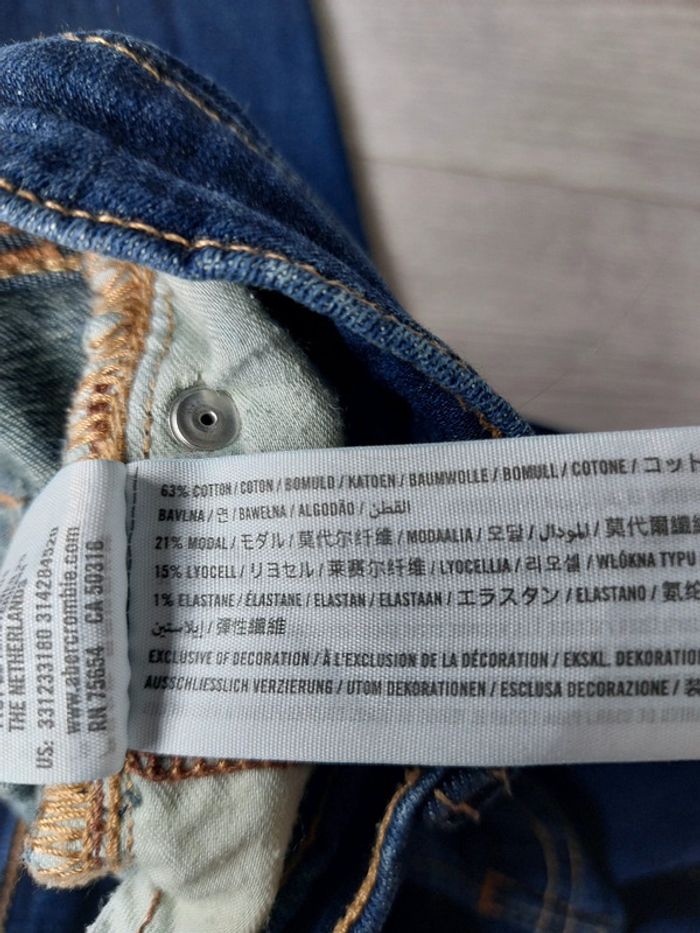 63% COTTON / COTON / BOMULD / KATOEN / BAUMWOLLE / BOMULL / COTONE / コット
BAVLNA / 면 / BAWEŁNA / ALGODÃO / القطن
21% MODAL / モダル / 莫代尔纤维 / MODAALIA / 모달 / المودال / 莫代爾纖
15% LYOCELL / リヨセル / 莱赛尔纤维 / LYOCELLIA / 리오셀 / WŁÓKNA TYPU
1% ELASTANE / ÉLASTANE / ELASTAN / ELASTAAN / エラスタン / ELASTANO / 氨纶
إيلاستين / 彈性纖維
EXCLUSIVE OF DECORATION / À L'EXCLUSION DE LA DÉCORATION / EKSKL. DEKORATION
AUSSCHLIESSLICH VERZIERUNG / UTOM DEKORATIONEN / ESCLUSA DECORAZIONE / 装
THE NETHERLANDS
US: 331233180 314284520
www.abercrombie.com
RN 75654 CA 50316